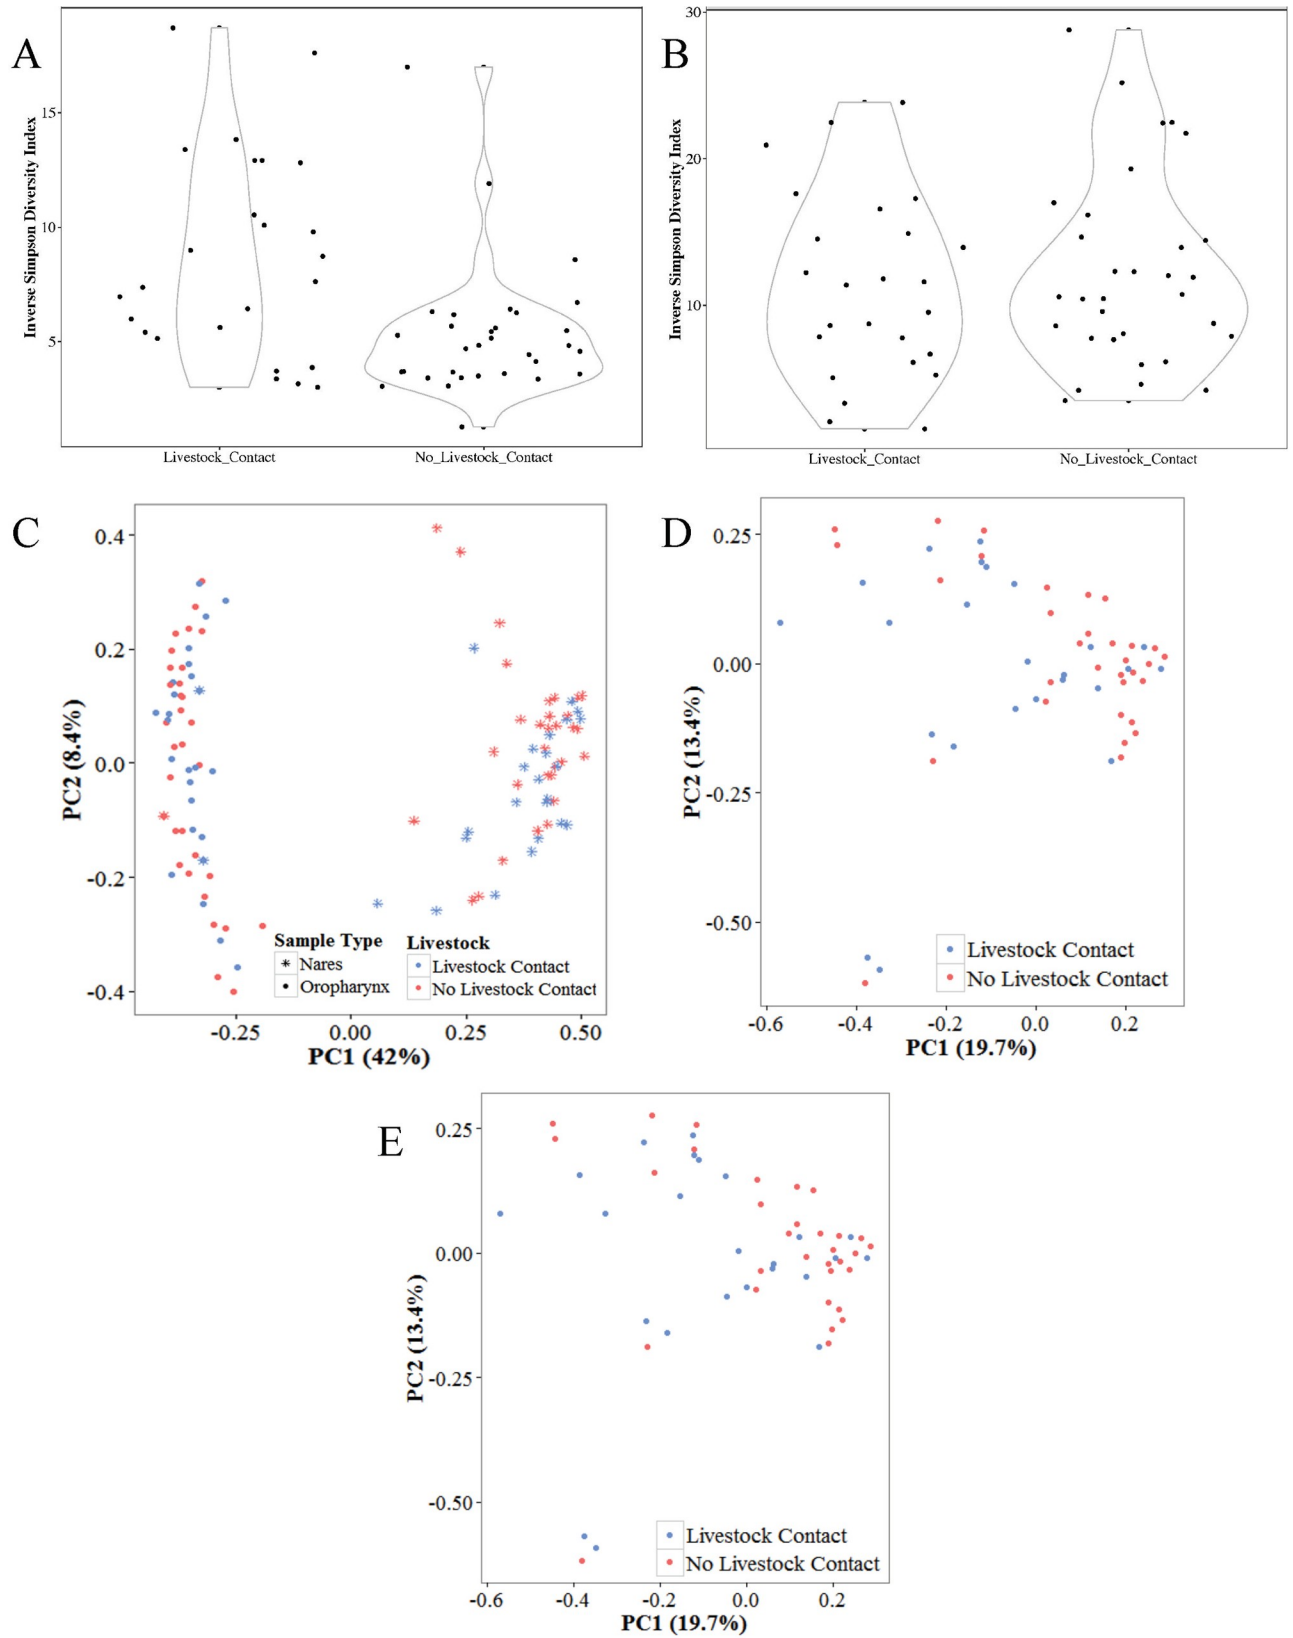 A
Inverse Simpson Diversity Index
15
10
5
Livestock_Contact
No_Livestock_Contact
B
Inverse Simpson Diversity Index
30
20
10
Livestock_Contact
No_Livestock_Contact
C
PC2 (8.4%)
0.4
0.2
0.0
-0.2
-0.4
Sample Type
Nares
Oropharynx
Livestock
Livestock Contact
No Livestock Contact
-0.25
0.00
0.25
0.50
PC1 (42%)
D
PC2 (13.4%)
0.25
0.00
-0.25
-0.50
Livestock Contact
No Livestock Contact
-0.6
-0.4
-0.2
0.0
0.2
PC1 (19.7%)
E
PC2 (13.4%)
0.25
0.00
-0.25
-0.50
Livestock Contact
No Livestock Contact
-0.6
-0.4
-0.2
0.0
0.2
PC1 (19.7%)